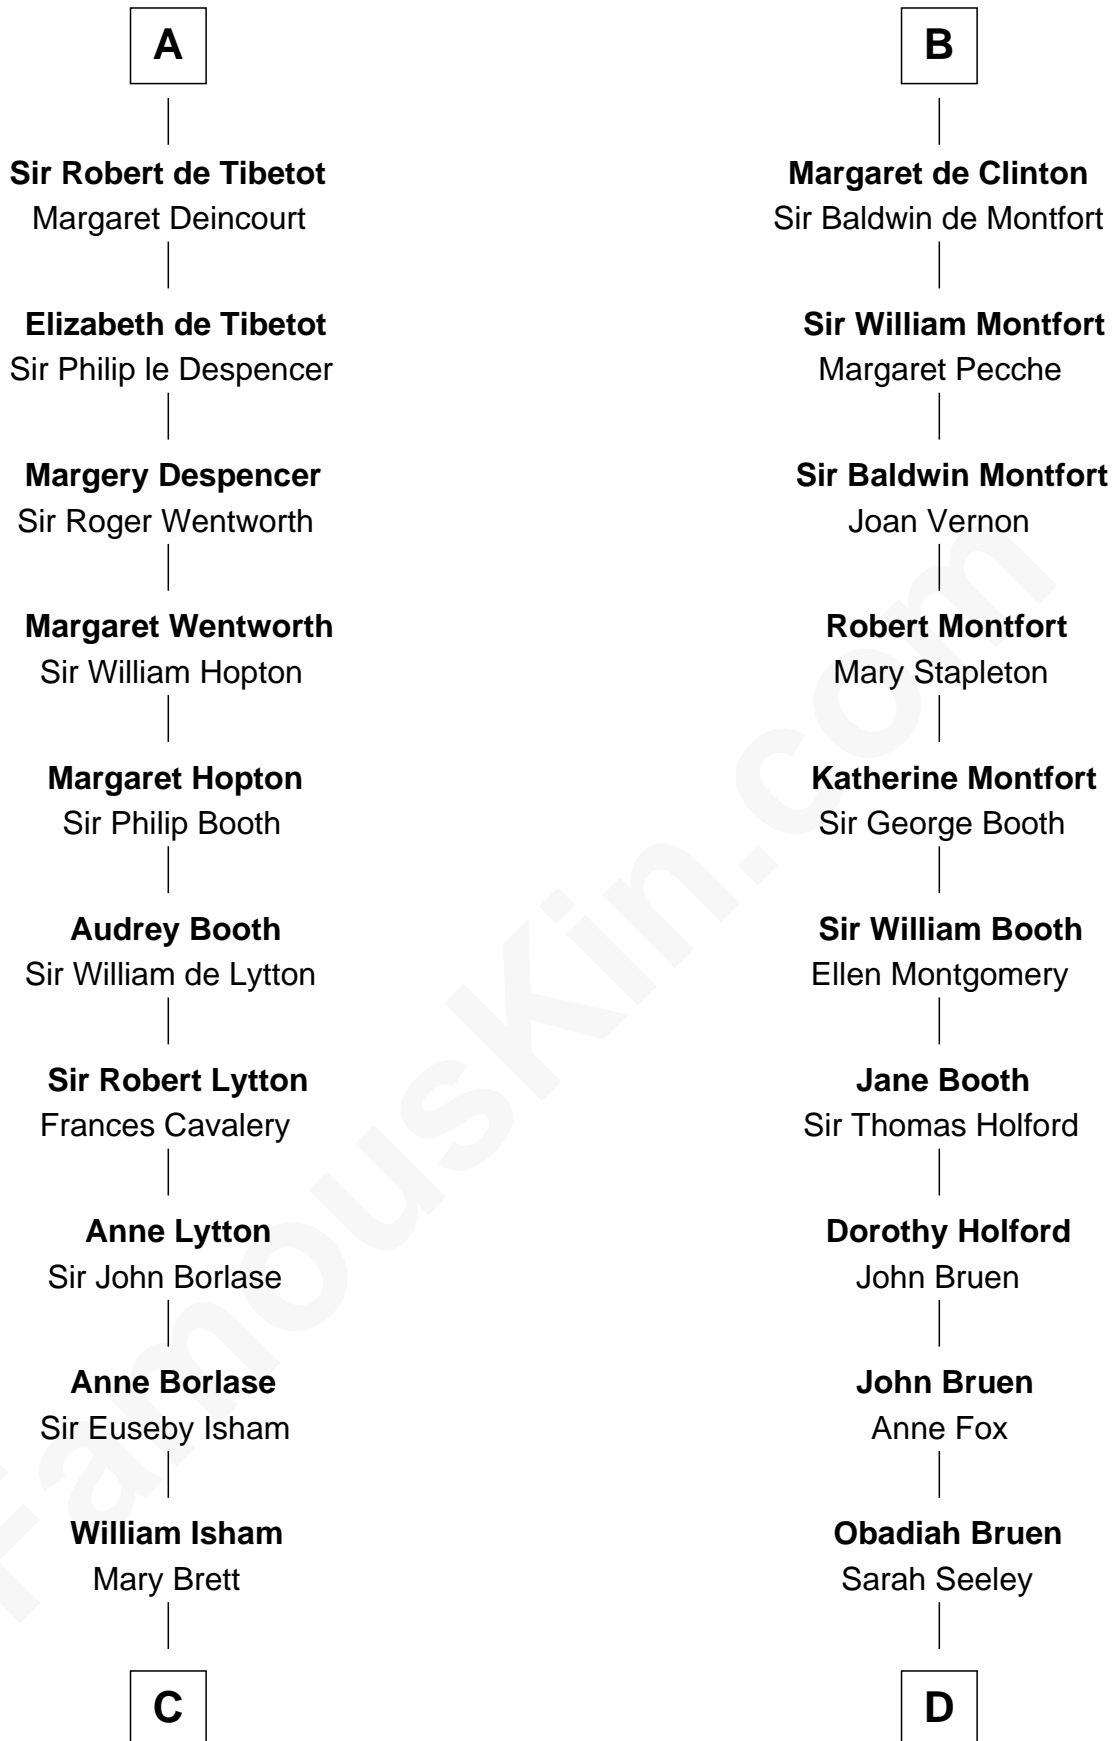 A
Sir Robert de Tibetot
Margaret Deincourt
Elizabeth de Tibetot
Sir Philip le Despencer
Margery Despencer
Sir Roger Wentworth
Margaret Wentworth
Sir William Hopton
Margaret Hopton
Sir Philip Booth
Audrey Booth
Sir William de Lytton
Sir Robert Lytton
Frances Cavalery
Anne Lytton
Sir John Borlase
Anne Borlase
Sir Euseby Isham
William Isham
Mary Brett
C
B
Margaret de Clinton
Sir Baldwin de Montfort
Sir William Montfort
Margaret Pecche
Sir Baldwin Montfort
Joan Vernon
Robert Montfort
Mary Stapleton
Katherine Montfort
Sir George Booth
Sir William Booth
Ellen Montgomery
Jane Booth
Sir Thomas Holford
Dorothy Holford
John Bruen
John Bruen
Anne Fox
Obadiah Bruen
Sarah Seeley
D
FamousKin.com